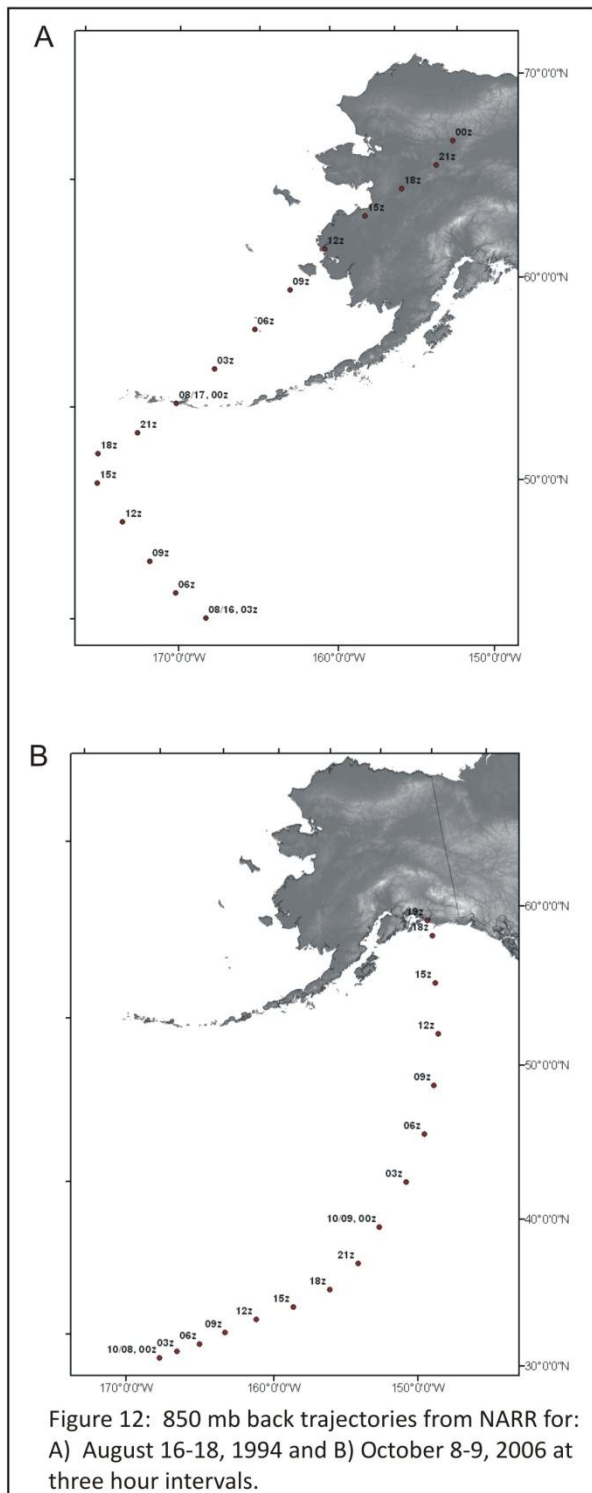 A
70°0'0"N
00z
21z
18z
15z
12z
60°0'0"N
09z
06z
03z
08/17, 00z
21z
18z
50°0'0"N
15z
12z
09z
06z
08/16, 03z
170°0'0"W
160°0'0"W
150°0'0"W
B
60°0'0"N
19z
18z
15z
12z
50°0'0"N
09z
06z
03z
40°0'0"N
10/09, 00z
21z
18z
15z
12z
09z
06z
03z
10/08, 00z
30°0'0"N
170°0'0"W
160°0'0"W
150°0'0"W
Figure 12: 850 mb back trajectories from NARR for:
A) August 16-18, 1994 and B) October 8-9, 2006 at
three hour intervals.